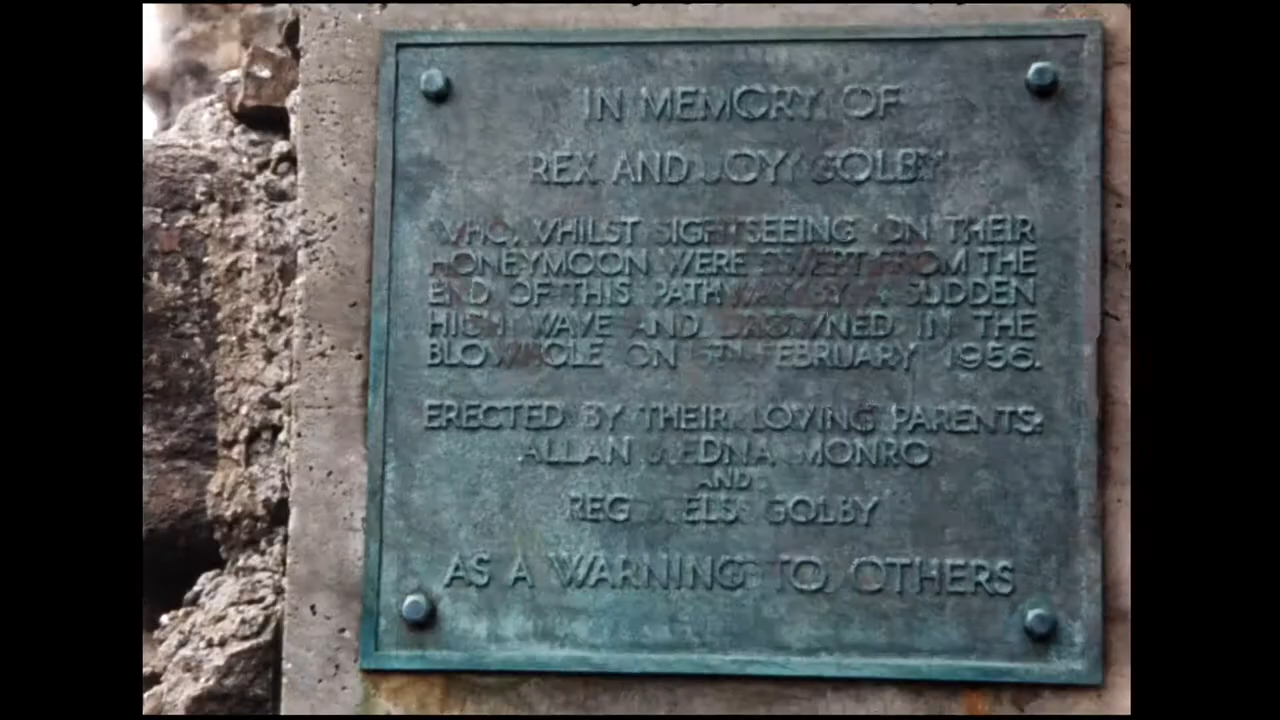 IN MEMORY OF
REX AND JOY GOLBY
WHO, WHILST SIGHTSEEING ON THEIR
HONEYMOON WERE SWEPT FROM THE
END OF THIS PATHWAY BY A SUDDEN
HIGH WAVE AND DROWNED IN THE
BLOWHOLE ON FEBRUARY 1956.
ERECTED BY THEIR LOVING PARENTS:
ALLAN & EDNA MONRO
AND
REG GOLBY
AS A WARNING TO OTHERS